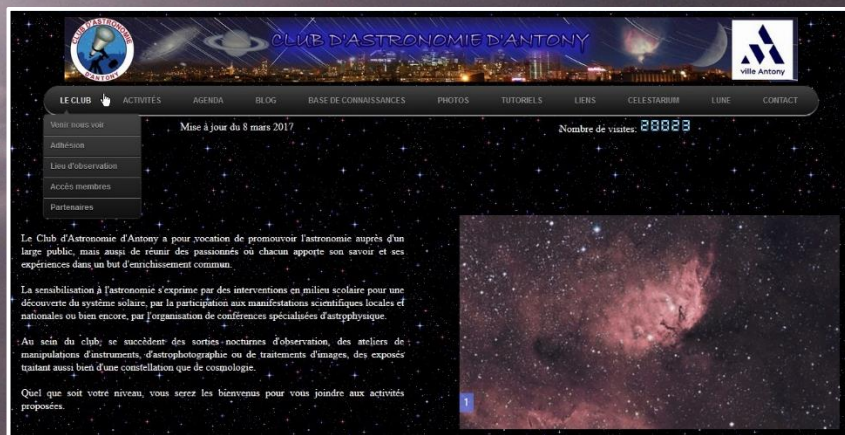 CLUB D'ASTRONOMIE
D'ANTONY
CLUB D'ASTRONOMIE D'ANTONY
ville Antony
LE CLUB ACTIVITÉS AGENDA BLOG BASE DE CONNAISSANCES PHOTOS TUTORIELS LIENS CELESTARIUM LUNE CONTACT
Venir nous voir
Adhésion
Lieu d'observation
Accès membres
Partenaires
Mise à jour du 8 mars 2017
Nombre de visites: 28823
Le Club d'Astronomie d'Antony a pour vocation de promouvoir l'astronomie auprès d'un
large public, mais aussi de réunir des passionnés où chacun apporte son savoir et ses
expériences dans un but d'enrichissement commun.
La sensibilisation à l'astronomie s'exprime par des interventions en milieu scolaire pour une
découverte du système solaire, par la participation aux manifestations scientifiques locales et
nationales ou bien encore, par l'organisation de conférences spécialisées d'astrophysique.
Au sein du club, se succèdent des sorties nocturnes d'observation, des ateliers de
manipulations d'instruments, d'astrophotographie ou de traitements d'images, des exposés
traitant aussi bien d'une constellation que de cosmologie.
Quel que soit votre niveau, vous serez les bienvenus pour vous joindre aux activités
proposées.
1